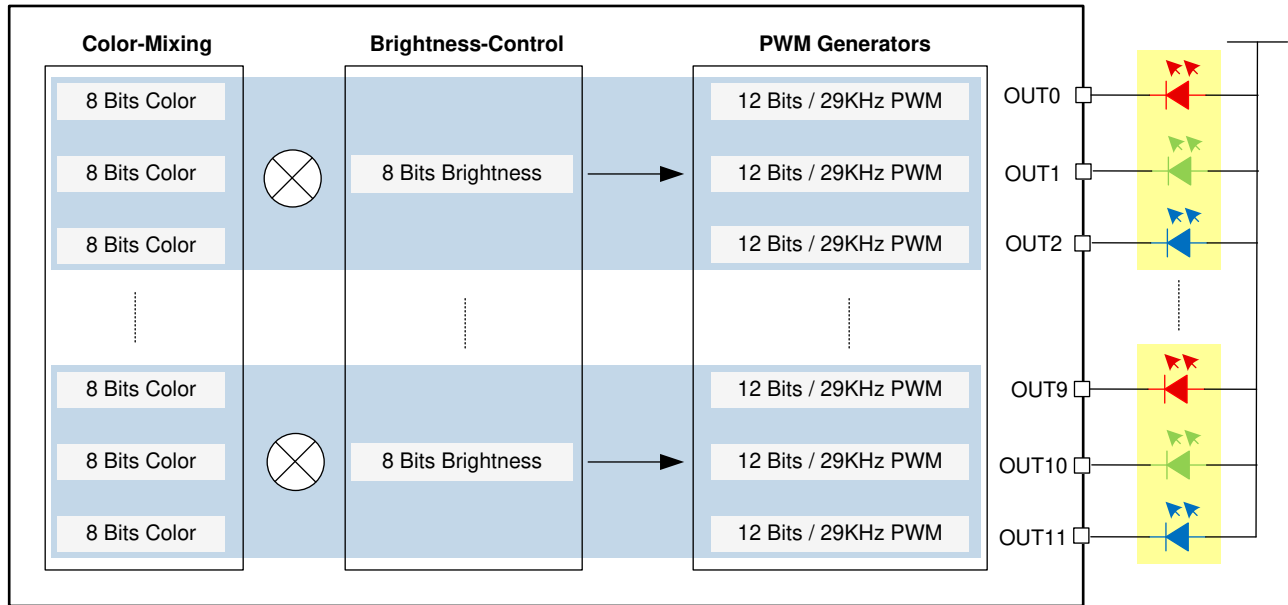 Color-Mixing Brightness-Control PWM Generators
8 Bits Color 12 Bits / 29KHz PWM OUT0
8 Bits Color 8 Bits Brightness 12 Bits / 29KHz PWM OUT1
8 Bits Color 12 Bits / 29KHz PWM OUT2
8 Bits Color 12 Bits / 29KHz PWM OUT9
8 Bits Color 8 Bits Brightness 12 Bits / 29KHz PWM OUT10
8 Bits Color 12 Bits / 29KHz PWM OUT11